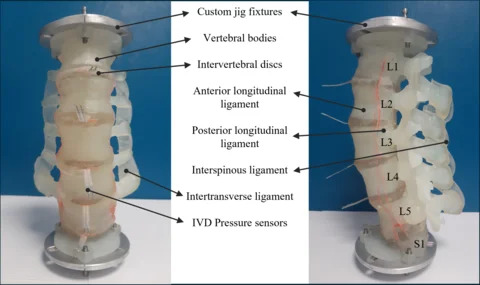 Custom jig fixtures
Vertebral bodies
Intervertebral discs
Anterior longitudinal
ligament
Posterior longitudinal
ligament
Interspinous ligament
Intertransverse ligament
IVD Pressure sensors
L1
L2
L3
L4
L5
S1